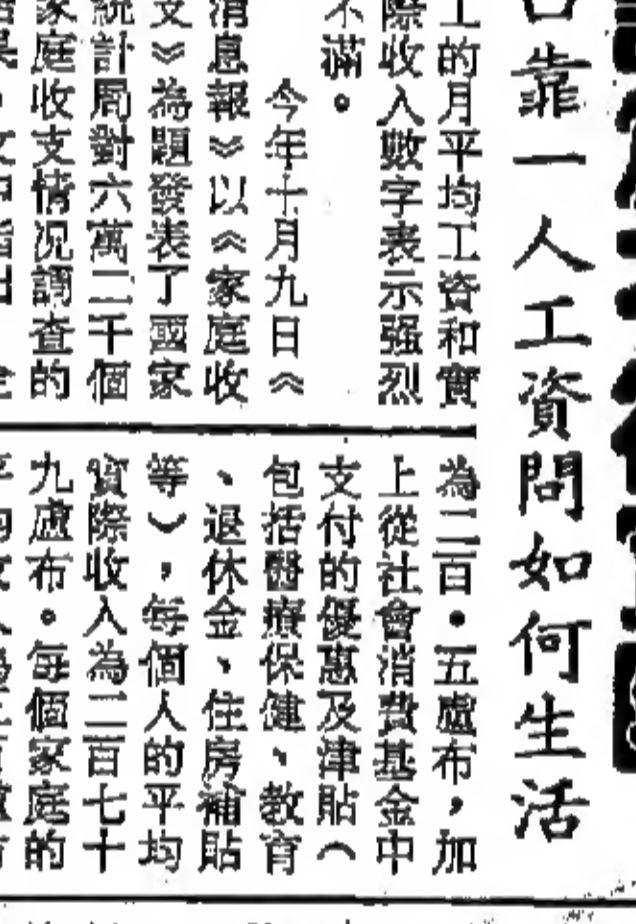 靠一人工資問如何生活
工的月平均工資和實
際收入數字表示强烈
不滿。
今年十月九日《
消息報》以《家庭收
支》為題發表了國家
統計局對六萬二千個
家庭收支情况調查的
為二百·五盧布，加
上從社會消費基金中
支付的優惠及津貼（
包括醫療保健、教育
、退休金、住房補貼
等），每個人的平均
實際收入為二百七十
九盧布。每個家庭的